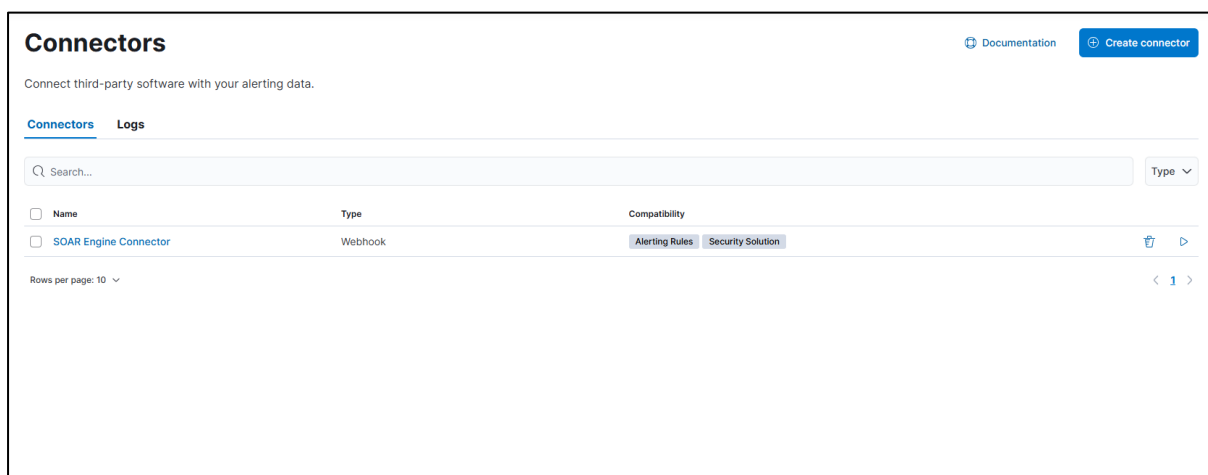 Connectors
Documentation
Create connector
Connect third-party software with your alerting data.
Connectors Logs
Search...
Type
Name Type Compatibility
SOAR Engine Connector Webhook Alerting Rules Security Solution
Rows per page: 10
1